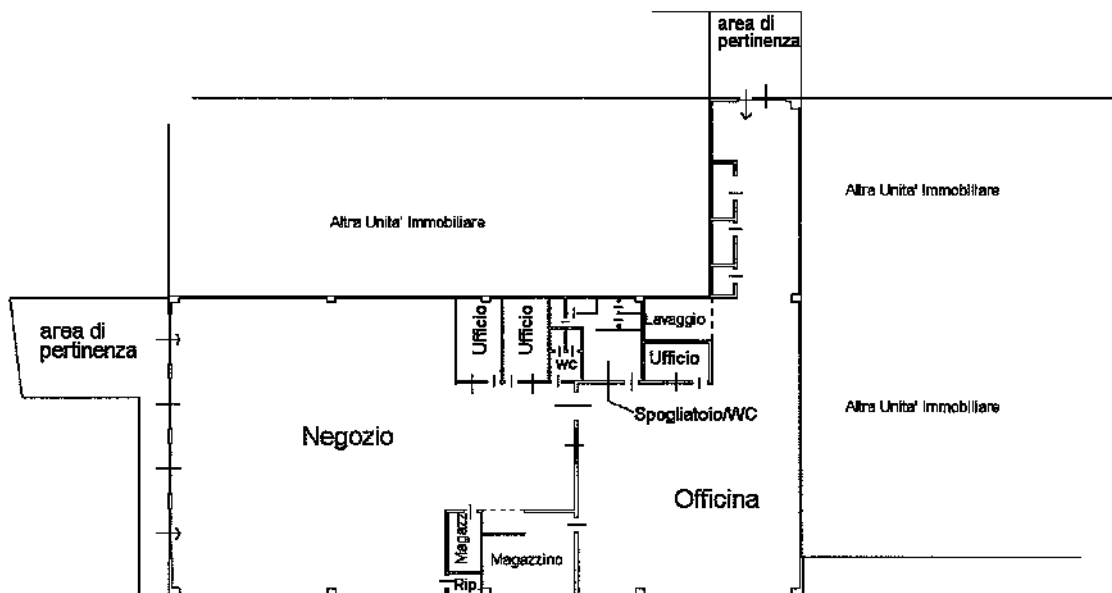 area di
pertinenza
Altra Unita' Immobiliare
Altra Unita' Immobiliare
area di
pertinenza
Ufficio
Ufficio
Lavaggio
wc
Ufficio
Spogliatoio/WC
Altra Unita' Immobiliare
Negozio
Officina
Magazz
Magazzino
Rip.